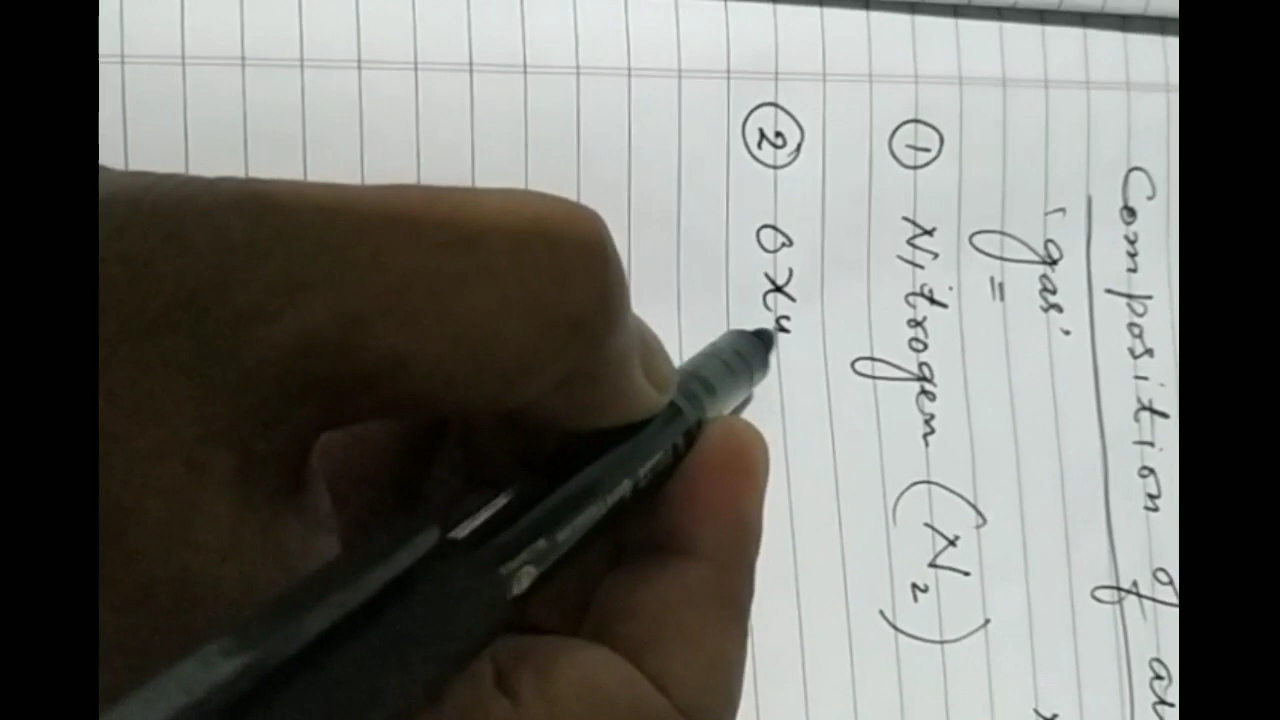 Composition of
'gas'
① Nitrogen (N₂)
② Oxy